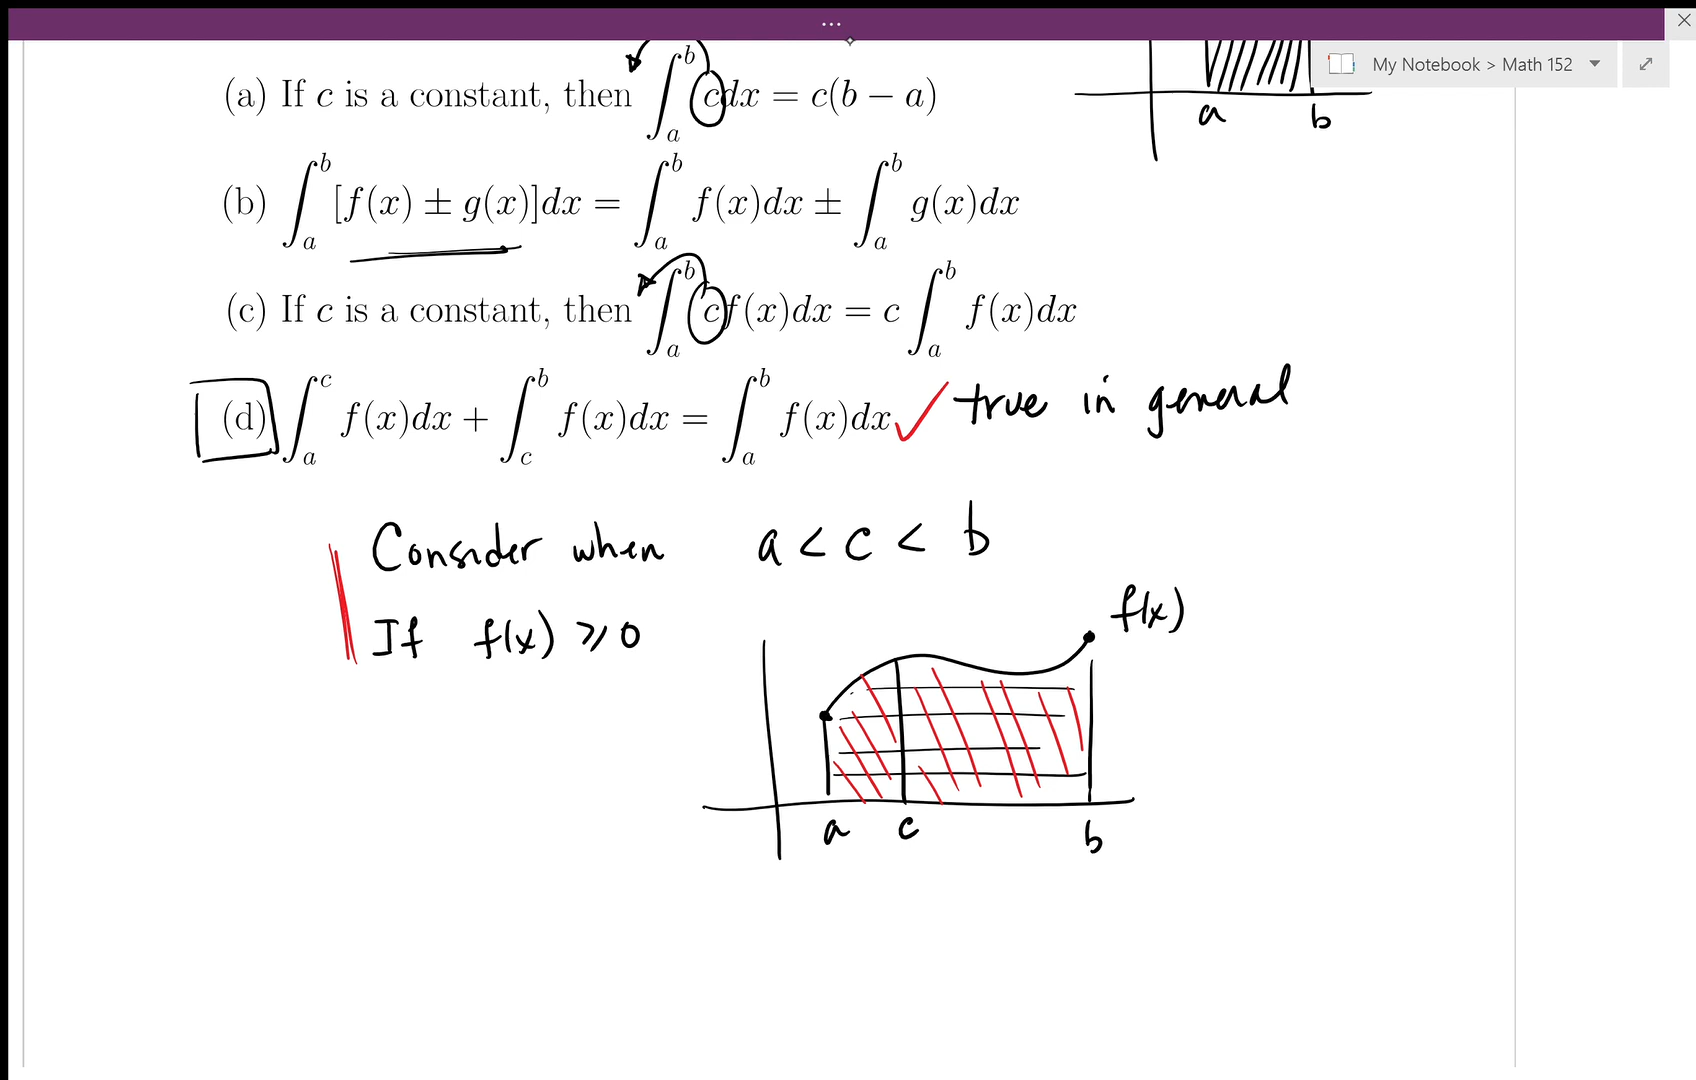 ...
My Notebook > Math 152
(a) If c is a constant, then ∫_a^b cdx = c(b − a)
a b
(b) ∫_a^b [f(x) ± g(x)]dx = ∫_a^b f(x)dx ± ∫_a^b g(x)dx
(c) If c is a constant, then ∫_a^b cf(x)dx = c ∫_a^b f(x)dx
(d) ∫_a^c f(x)dx + ∫_c^b f(x)dx = ∫_a^b f(x)dx ✓ true in general
Consider when a < c < b
If f(x) ⩾ 0
f(x)
a c b